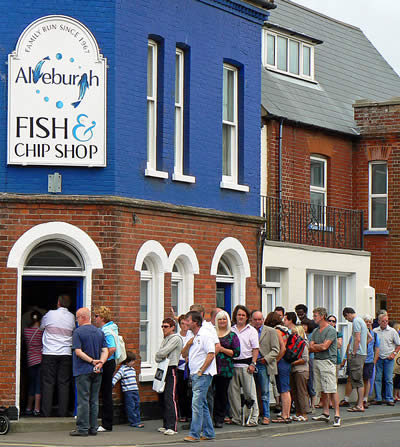 FAMILY RUN SINCE 1967
Aldeburgh
FISH &
CHIP SHOP